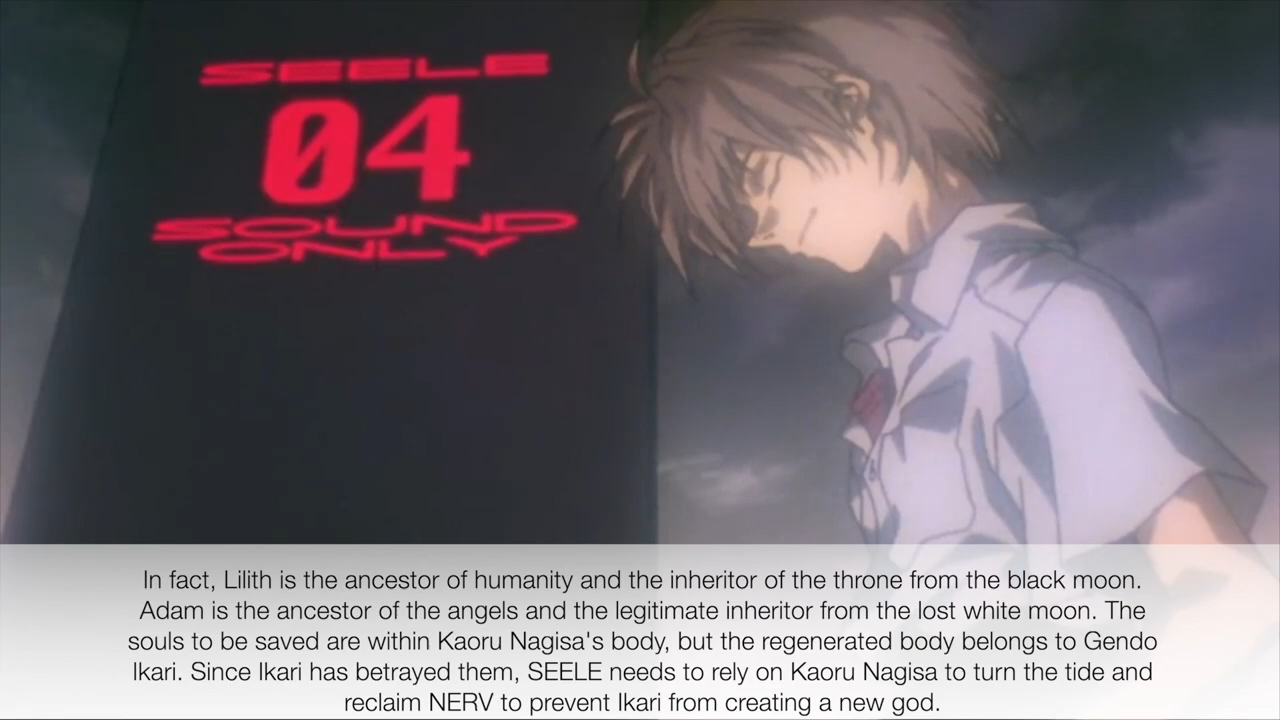 SEELE
04
SOUND
ONLY
In fact, Lilith is the ancestor of humanity and the inheritor of the throne from the black moon.
Adam is the ancestor of the angels and the legitimate inheritor from the lost white moon. The
souls to be saved are within Kaoru Nagisa's body, but the regenerated body belongs to Gendo
Ikari. Since Ikari has betrayed them, SEELE needs to rely on Kaoru Nagisa to turn the tide and
reclaim NERV to prevent Ikari from creating a new god.